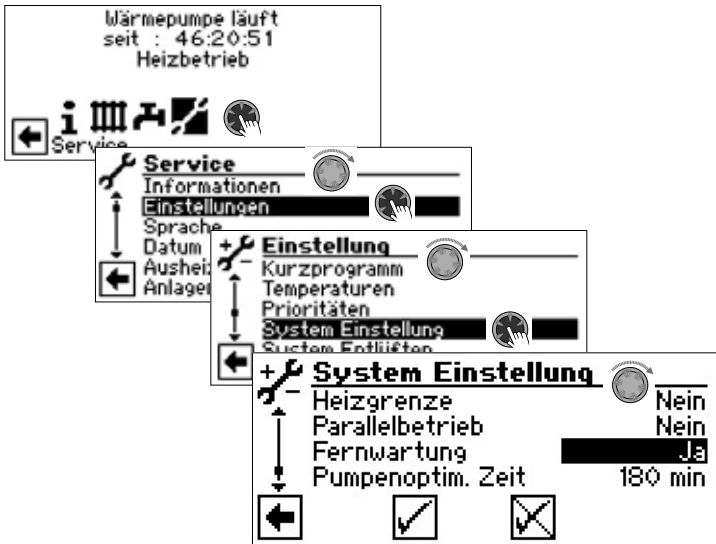 Wärmepumpe läuft
seit : 46:20:51
Heizbetrieb
Service
Service
Informationen
Einstellungen
Sprache
Datum
Anlagen
Einstellung
Kurzprogramm
Temperaturen
Prioritäten
System Einstellung
System Entlüften
System Einstellung
Heizgrenze Nein
Parallelbetrieb Nein
Fernwartung Ja
Pumpenoptim. Zeit 180 min